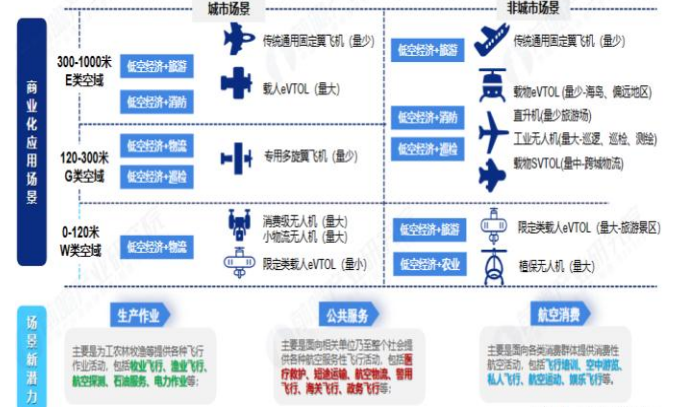 城市场景
非城市场景
商业化应用场景
300-1000米
E类空域
低空经济+旅游
低空经济+消防
传统通用固定翼飞机（量少）
载人eVTOL（量大）
低空经济+旅游
传统通用固定翼飞机（量少）
载物eVTOL (量少-海岛、偏远地区)
低空经济+消防
直升机(量少旅游场)
120-300米
G类空域
低空经济+物流
低空经济+巡检
专用多旋翼飞机（量少）
低空经济+巡检
工业无人机(量大-巡逻、巡检、测绘)
载物SVTOL(量中-跨域物流)
0-120米
W类空域
低空经济+物流
消费级无人机（量大）
小物流无人机（量大）
限定类载人eVTOL（量小）
低空经济+旅游
限定类载人eVTOL（量大-旅游景区）
低空经济+农业
植保无人机（量大）
场景新潜力
生产作业
主要是为工农林牧渔等提供各种飞行
作业活动，包括牧业飞行、渔业飞行、
航空探测、石油服务、电力作业等；
公共服务
主要是面向相关单位乃至整个社会提
供各种航空服务性飞行活动，包括医
疗救护、短途运输、航空物流、警用
飞行、海关飞行、政务飞行等；
航空消费
主要是面向各类消费群体提供消费性
航空活动，包括飞行培训、空中游览、
私人飞行、航空运动、娱乐飞行等。